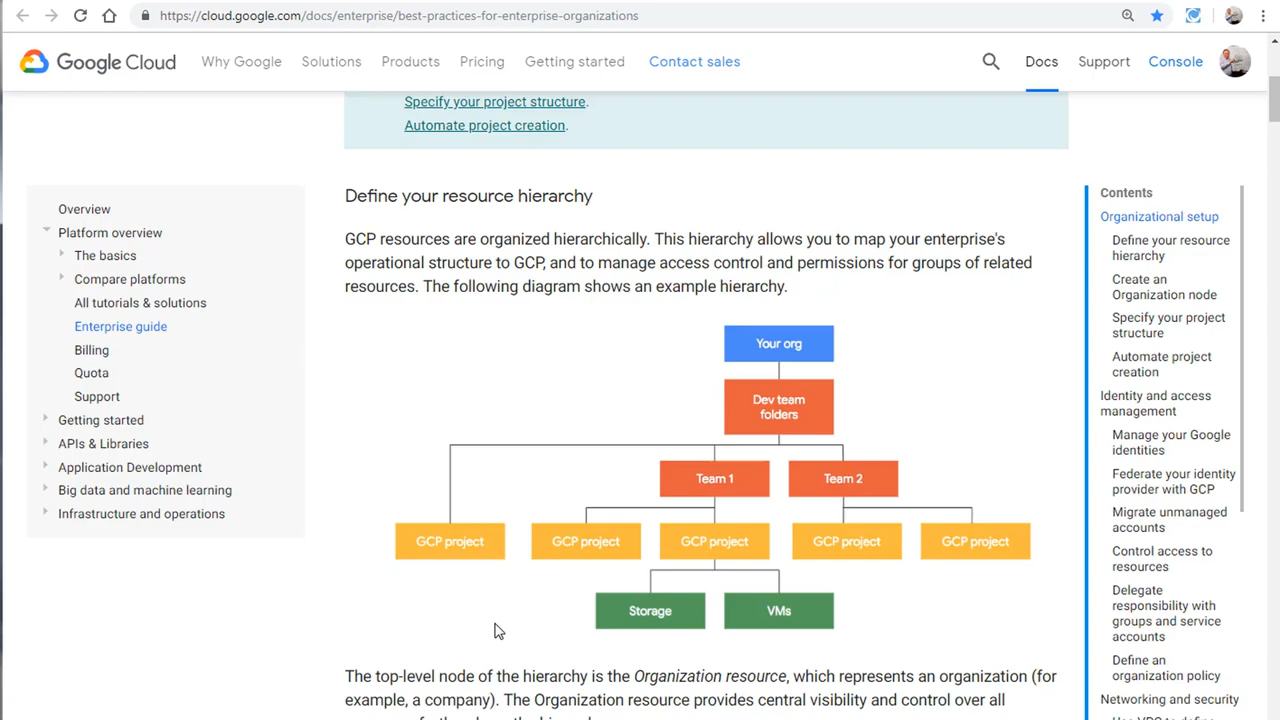 https://cloud.google.com/docs/enterprise/best-practices-for-enterprise-organizations
Google Cloud
Why Google
Solutions
Products
Pricing
Getting started
Contact sales
Docs
Support
Console
Specify your project structure.
Automate project creation.
Overview
Platform overview
The basics
Compare platforms
All tutorials & solutions
Enterprise guide
Billing
Quota
Support
Getting started
APIs & Libraries
Application Development
Big data and machine learning
Infrastructure and operations
Define your resource hierarchy
GCP resources are organized hierarchically. This hierarchy allows you to map your enterprise's
operational structure to GCP, and to manage access control and permissions for groups of related
resources. The following diagram shows an example hierarchy.
Your org
Dev team
folders
Team 1
Team 2
GCP project
GCP project
GCP project
GCP project
GCP project
Storage
VMs
The top-level node of the hierarchy is the Organization resource, which represents an organization (for
example, a company). The Organization resource provides central visibility and control over all
Contents
Organizational setup
Define your resource
hierarchy
Create an
Organization node
Specify your project
structure
Automate project
creation
Identity and access
management
Manage your Google
identities
Federate your identity
provider with GCP
Migrate unmanaged
accounts
Control access to
resources
Delegate
responsibility with
groups and service
accounts
Define an
organization policy
Networking and security